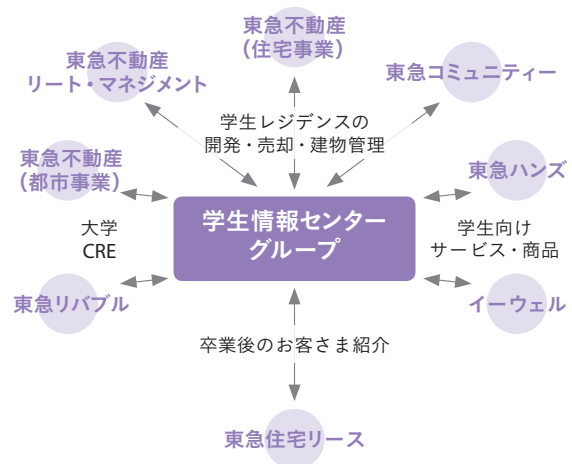 東急不動産
（住宅事業）
東急不動産
リート・マネジメント
東急コミュニティー
学生レジデンスの
開発・売却・建物管理
東急不動産
（都市事業）
東急ハンズ
学生情報センター
グループ
大学
CRE
学生向け
サービス・商品
東急リバブル
イーウェル
卒業後のお客さま紹介
東急住宅リース